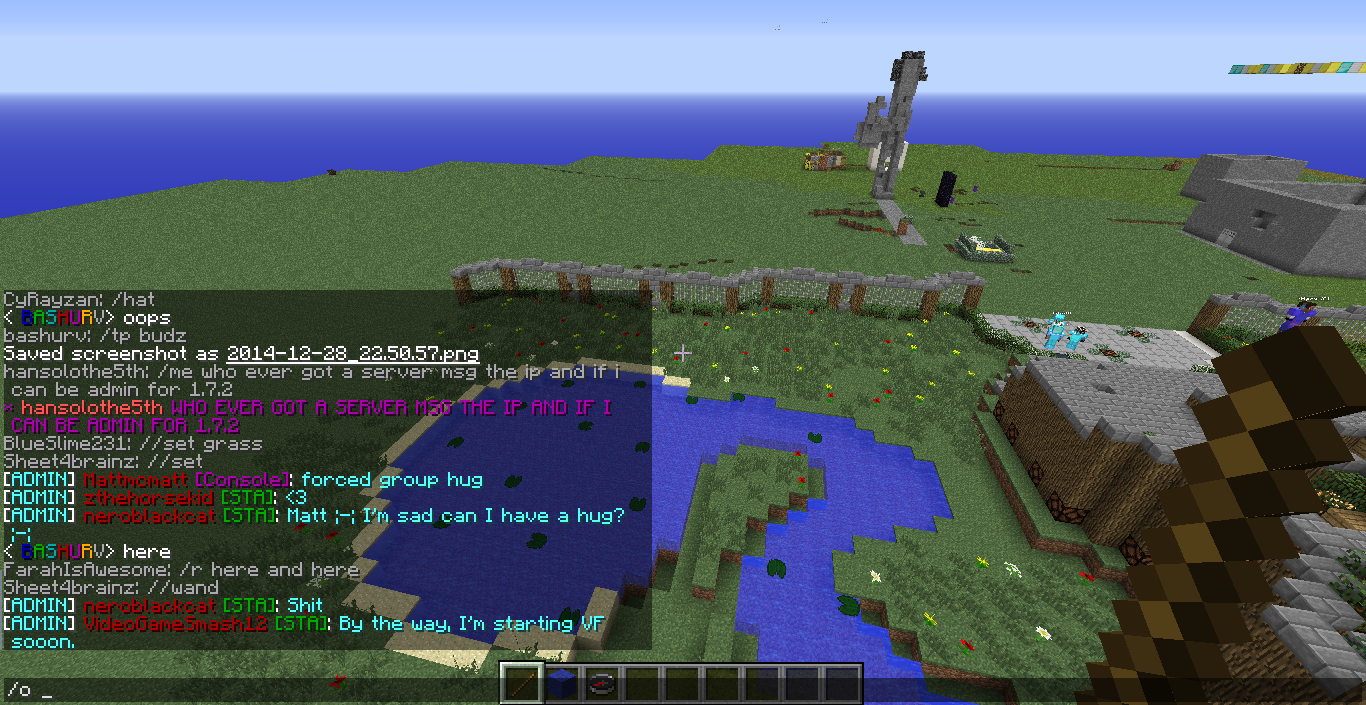 CyRayzan: /hat
< BASHURV> oops
bashurv: /tp budz
Saved screenshot as 2014-12-28_22.50.57.png
hansolothe5th: /me who ever got a server msg the ip and if i
can be admin for 1.7.2
* hansolothe5th WHO EVER GOT A SERVER MSG THE IP AND IF I
CAN BE ADMIN FOR 1.7.2
BlueSlime231: //set grass
Sheet4brainz: //set
[ADMIN] Mattmcmatt [Console]: forced group hug
[ADMIN] zthehorsekid [STA]: <3
[ADMIN] neroblackcat [STA]: Matt ;-; I'm sad can I have a hug?
;-;
< BASHURV> here
FarahIsAwesome: /r here and here
Sheet4brainz: //wand
[ADMIN] neroblackcat [STA]: Shit
[ADMIN] VideoGameSmash12 [STA]: By the way, I'm starting VF
sooon.
/o _